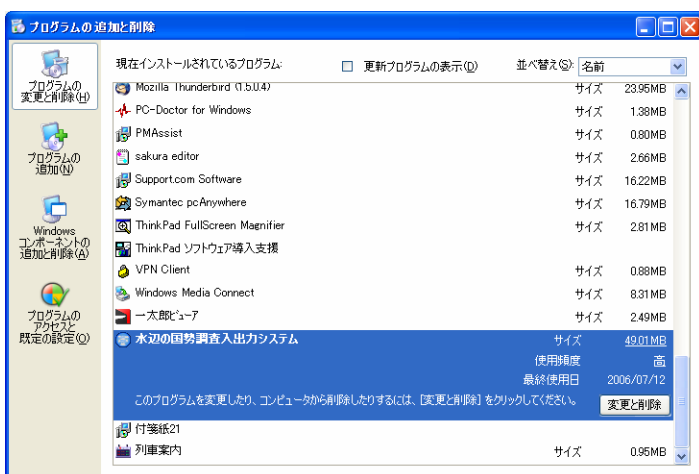 プログラムの追加と削除
プログラムの
変更と削除(H)
プログラムの
追加(N)
Windows
コンポーネントの
追加と削除(A)
プログラムの
アクセスと
既定の設定(O)
現在インストールされているプログラム:
更新プログラムの表示(D)
並べ替え(S): 名前
Mozilla Thunderbird (1.5.0.4) サイズ 23.95MB
PC-Doctor for Windows サイズ 1.38MB
PMAssist サイズ 0.80MB
sakura editor サイズ 2.66MB
Support.com Software サイズ 16.22MB
Symantec pcAnywhere サイズ 16.79MB
ThinkPad FullScreen Magnifier サイズ 2.81MB
ThinkPad ソフトウェア導入支援
VPN Client サイズ 0.88MB
Windows Media Connect サイズ 8.31MB
一太郎ビューア サイズ 2.49MB
水辺の国勢調査入出力システム サイズ 49.01MB
使用頻度 高
最終使用日 2006/07/12
このプログラムを変更したり、コンピュータから削除したりするには、[変更と削除] をクリックしてください。 変更と削除
付箋紙21
列車案内 サイズ 0.95MB